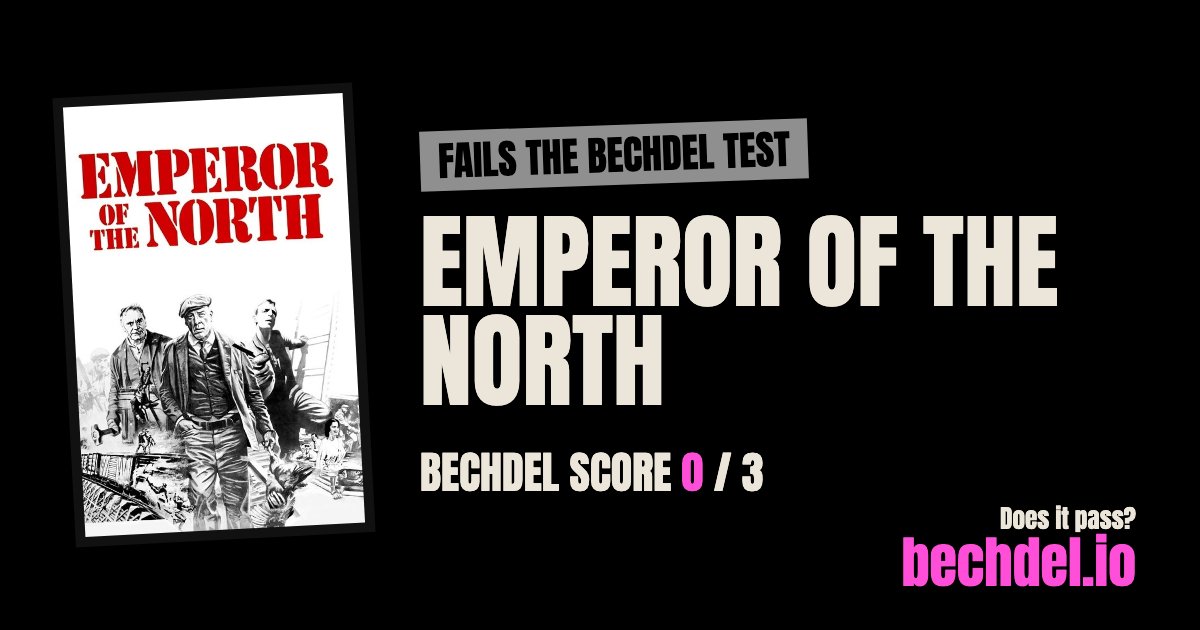 EMPEROR
OF
THE NORTH
FAILS THE BECHDEL TEST
EMPEROR OF THE
NORTH
BECHDEL SCORE 0 / 3
Does it pass?
bechdel.io